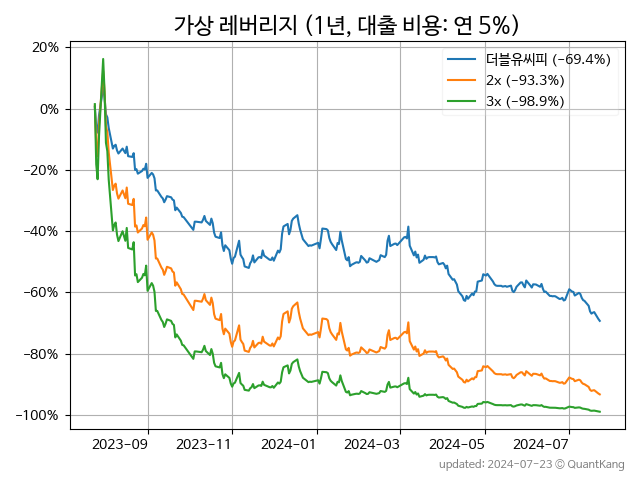 가상 레버리지 (1년, 대출 비용: 연 5%)
더블유씨피 (-69.4%)
2x (-93.3%)
3x (-98.9%)
20%
0%
-20%
-40%
-60%
-80%
-100%
2023-09 2023-11 2024-01 2024-03 2024-05 2024-07
updated: 2024-07-23 © QuantKang